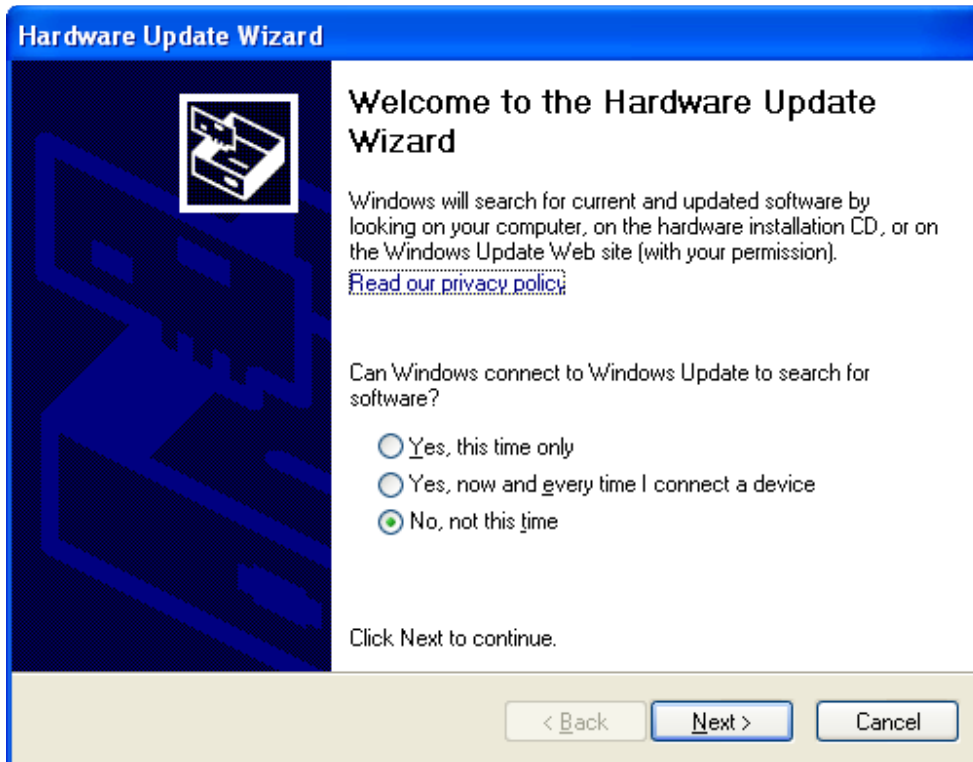 Hardware Update Wizard
Welcome to the Hardware Update
Wizard
Windows will search for current and updated software by
looking on your computer, on the hardware installation CD, or on
the Windows Update Web site (with your permission).
Read our privacy policy
Can Windows connect to Windows Update to search for
software?
Yes, this time only
Yes, now and every time I connect a device
No, not this time
Click Next to continue.
< Back
Next >
Cancel